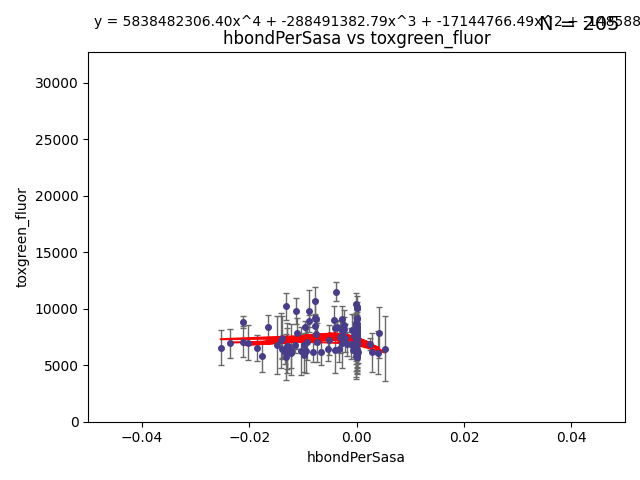 y = 5838482306.40x^4 + -288491382.79x^3 + -17144766.49x^2 +
N = 205
hbondPerSasa vs toxgreen_fluor
30000
25000
20000
15000
10000
5000
0
toxgreen_fluor
−0.04 −0.02 0.00 0.02 0.04
hbondPerSasa